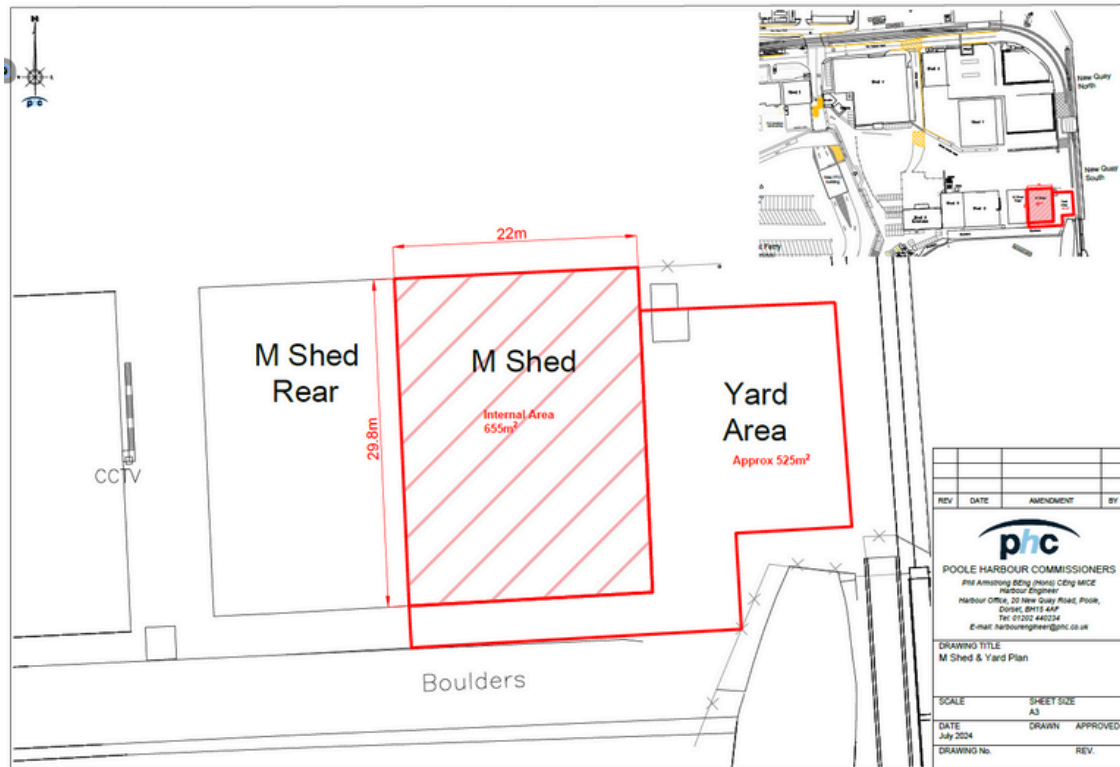 N
phc
22m
M Shed
Rear
M Shed
Internal Area
655m²
29.8m
Yard
Area
Approx 525m²
CCTV
Boulders
New Quay
North
New Quay
South
REV DATE AMENDMENT BY
phc
POOLE HARBOUR COMMISSIONERS
Phil Armstrong BEng (Hons) CEng MICE
Harbour Engineer
Harbour Office, 20 New Quay Road, Poole,
Dorset, BH15 4AF
Tel: 01202 440234
E-mail: harbourengineer@phc.co.uk
DRAWING TITLE
M Shed & Yard Plan
SCALE SHEET SIZE
A3
DATE DRAWN APPROVED
July 2024
DRAWING No. REV.